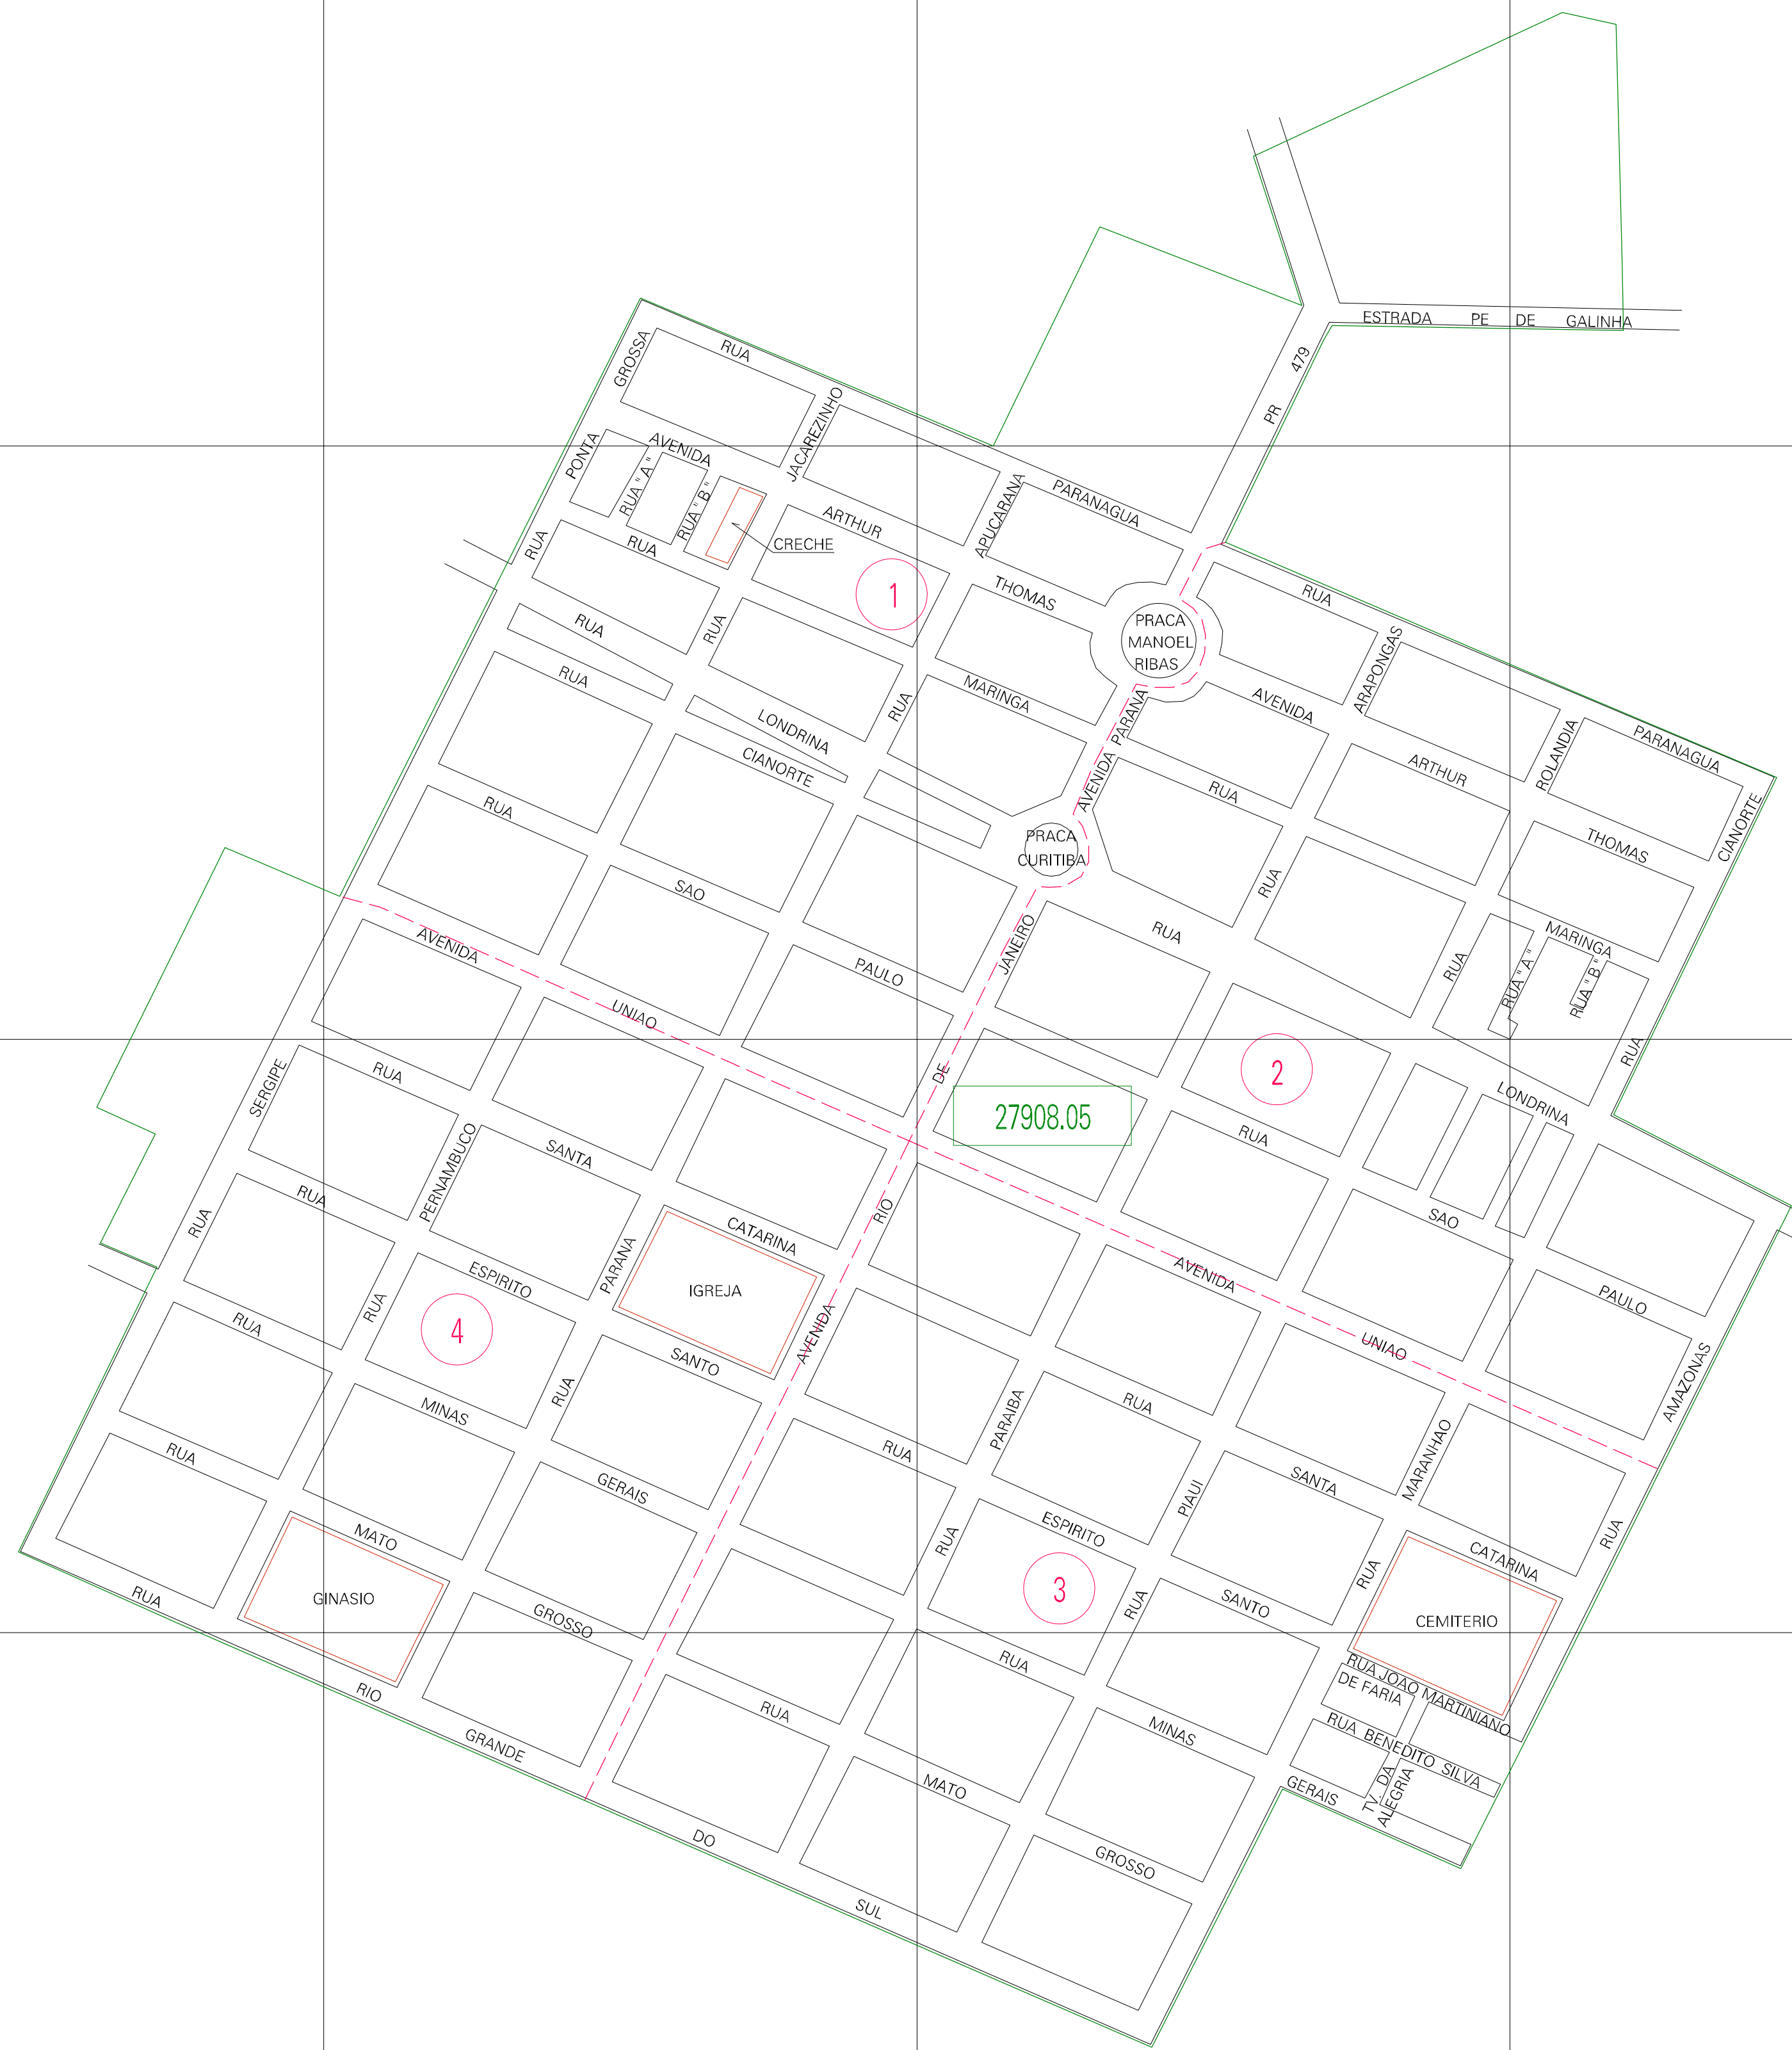 ESTRADA PE DE GALINHA
PR 479
RUA PONTA GROSSA
RUA PARANAGUA
RUA JACAREZINHO
AVENIDA ARTHUR THOMAS
RUA "A"
RUA "B"
CRECHE
RUA APUCARANA
1
RUA MARINGA
RUA LONDRINA
RUA CIANORTE
PRACA
MANOEL
RIBAS
AVENIDA PARANA
PRACA
CURITIBA
RUA PARANAGUA
RUA ARAPONGAS
AVENIDA ARTHUR THOMAS
RUA ROLANDIA
RUA CIANORTE
RUA MARINGA
RUA "A"
RUA "B"
RUA LONDRINA
RUA SAO PAULO
AVENIDA UNIAO
2
27908.05
RUA SAO PAULO
AVENIDA RIO DE JANEIRO
RUA SERGIPE
RUA SANTA CATARINA
RUA PERNAMBUCO
RUA PARANA
IGREJA
RUA ESPIRITO SANTO
4
RUA MINAS GERAIS
RUA MATO GROSSO
GINASIO
RUA RIO GRANDE DO SUL
AVENIDA UNIAO
RUA AMAZONAS
RUA SANTA CATARINA
RUA PARAIBA
RUA PIAUI
RUA MARANHAO
RUA ESPIRITO SANTO
3
CEMITERIO
RUA JOAO MARTINIANO
DE FARIA
RUA BENEDITO SILVA
TV. DA
ALEGRIA
RUA MINAS GERAIS
RUA MATO GROSSO